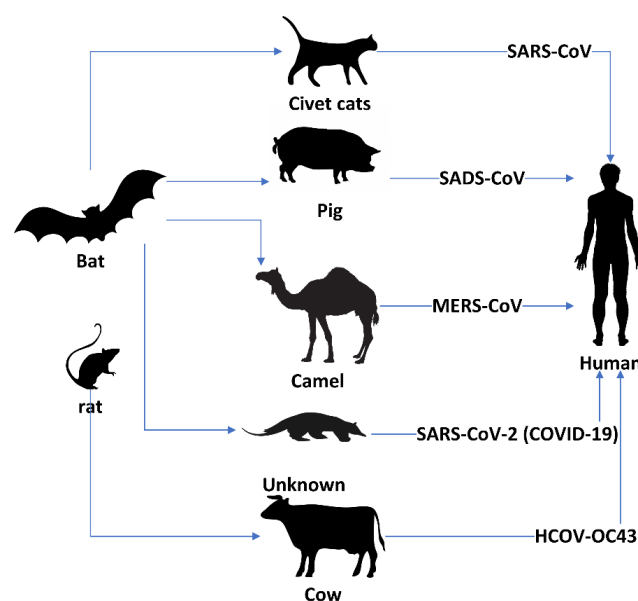 SARS-CoV
Civet cats
SADS-CoV
Pig
Bat
MERS-CoV
Camel
Human
rat
SARS-CoV-2 (COVID-19)
Unknown
HCOV-OC43
Cow